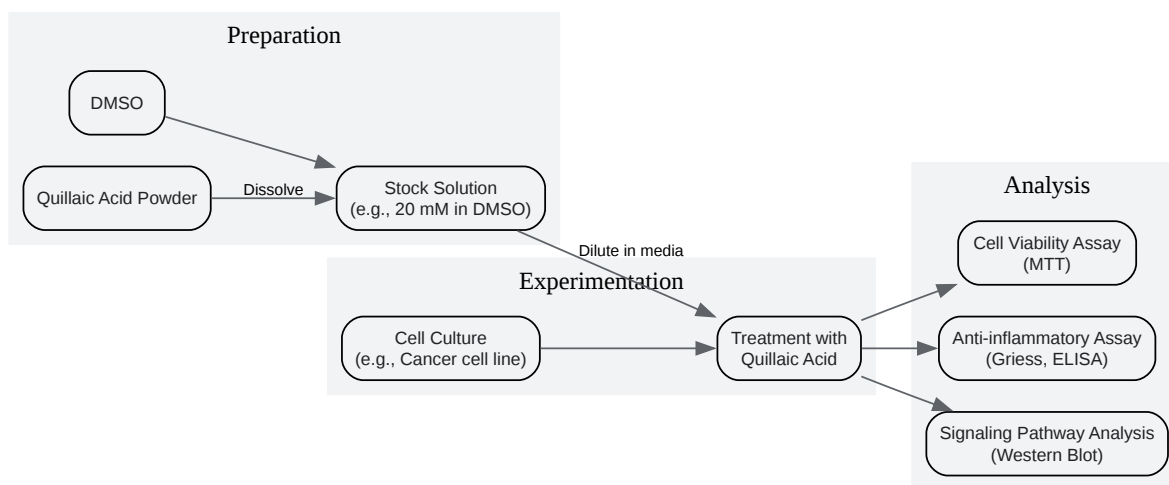 Preparation
DMSO
Quillaic Acid Powder
Dissolve
Stock Solution
(e.g., 20 mM in DMSO)
Dilute in media
Experimentation
Cell Culture
(e.g., Cancer cell line)
Treatment with
Quillaic Acid
Analysis
Cell Viability Assay
(MTT)
Anti-inflammatory Assay
(Griess, ELISA)
Signaling Pathway Analysis
(Western Blot)